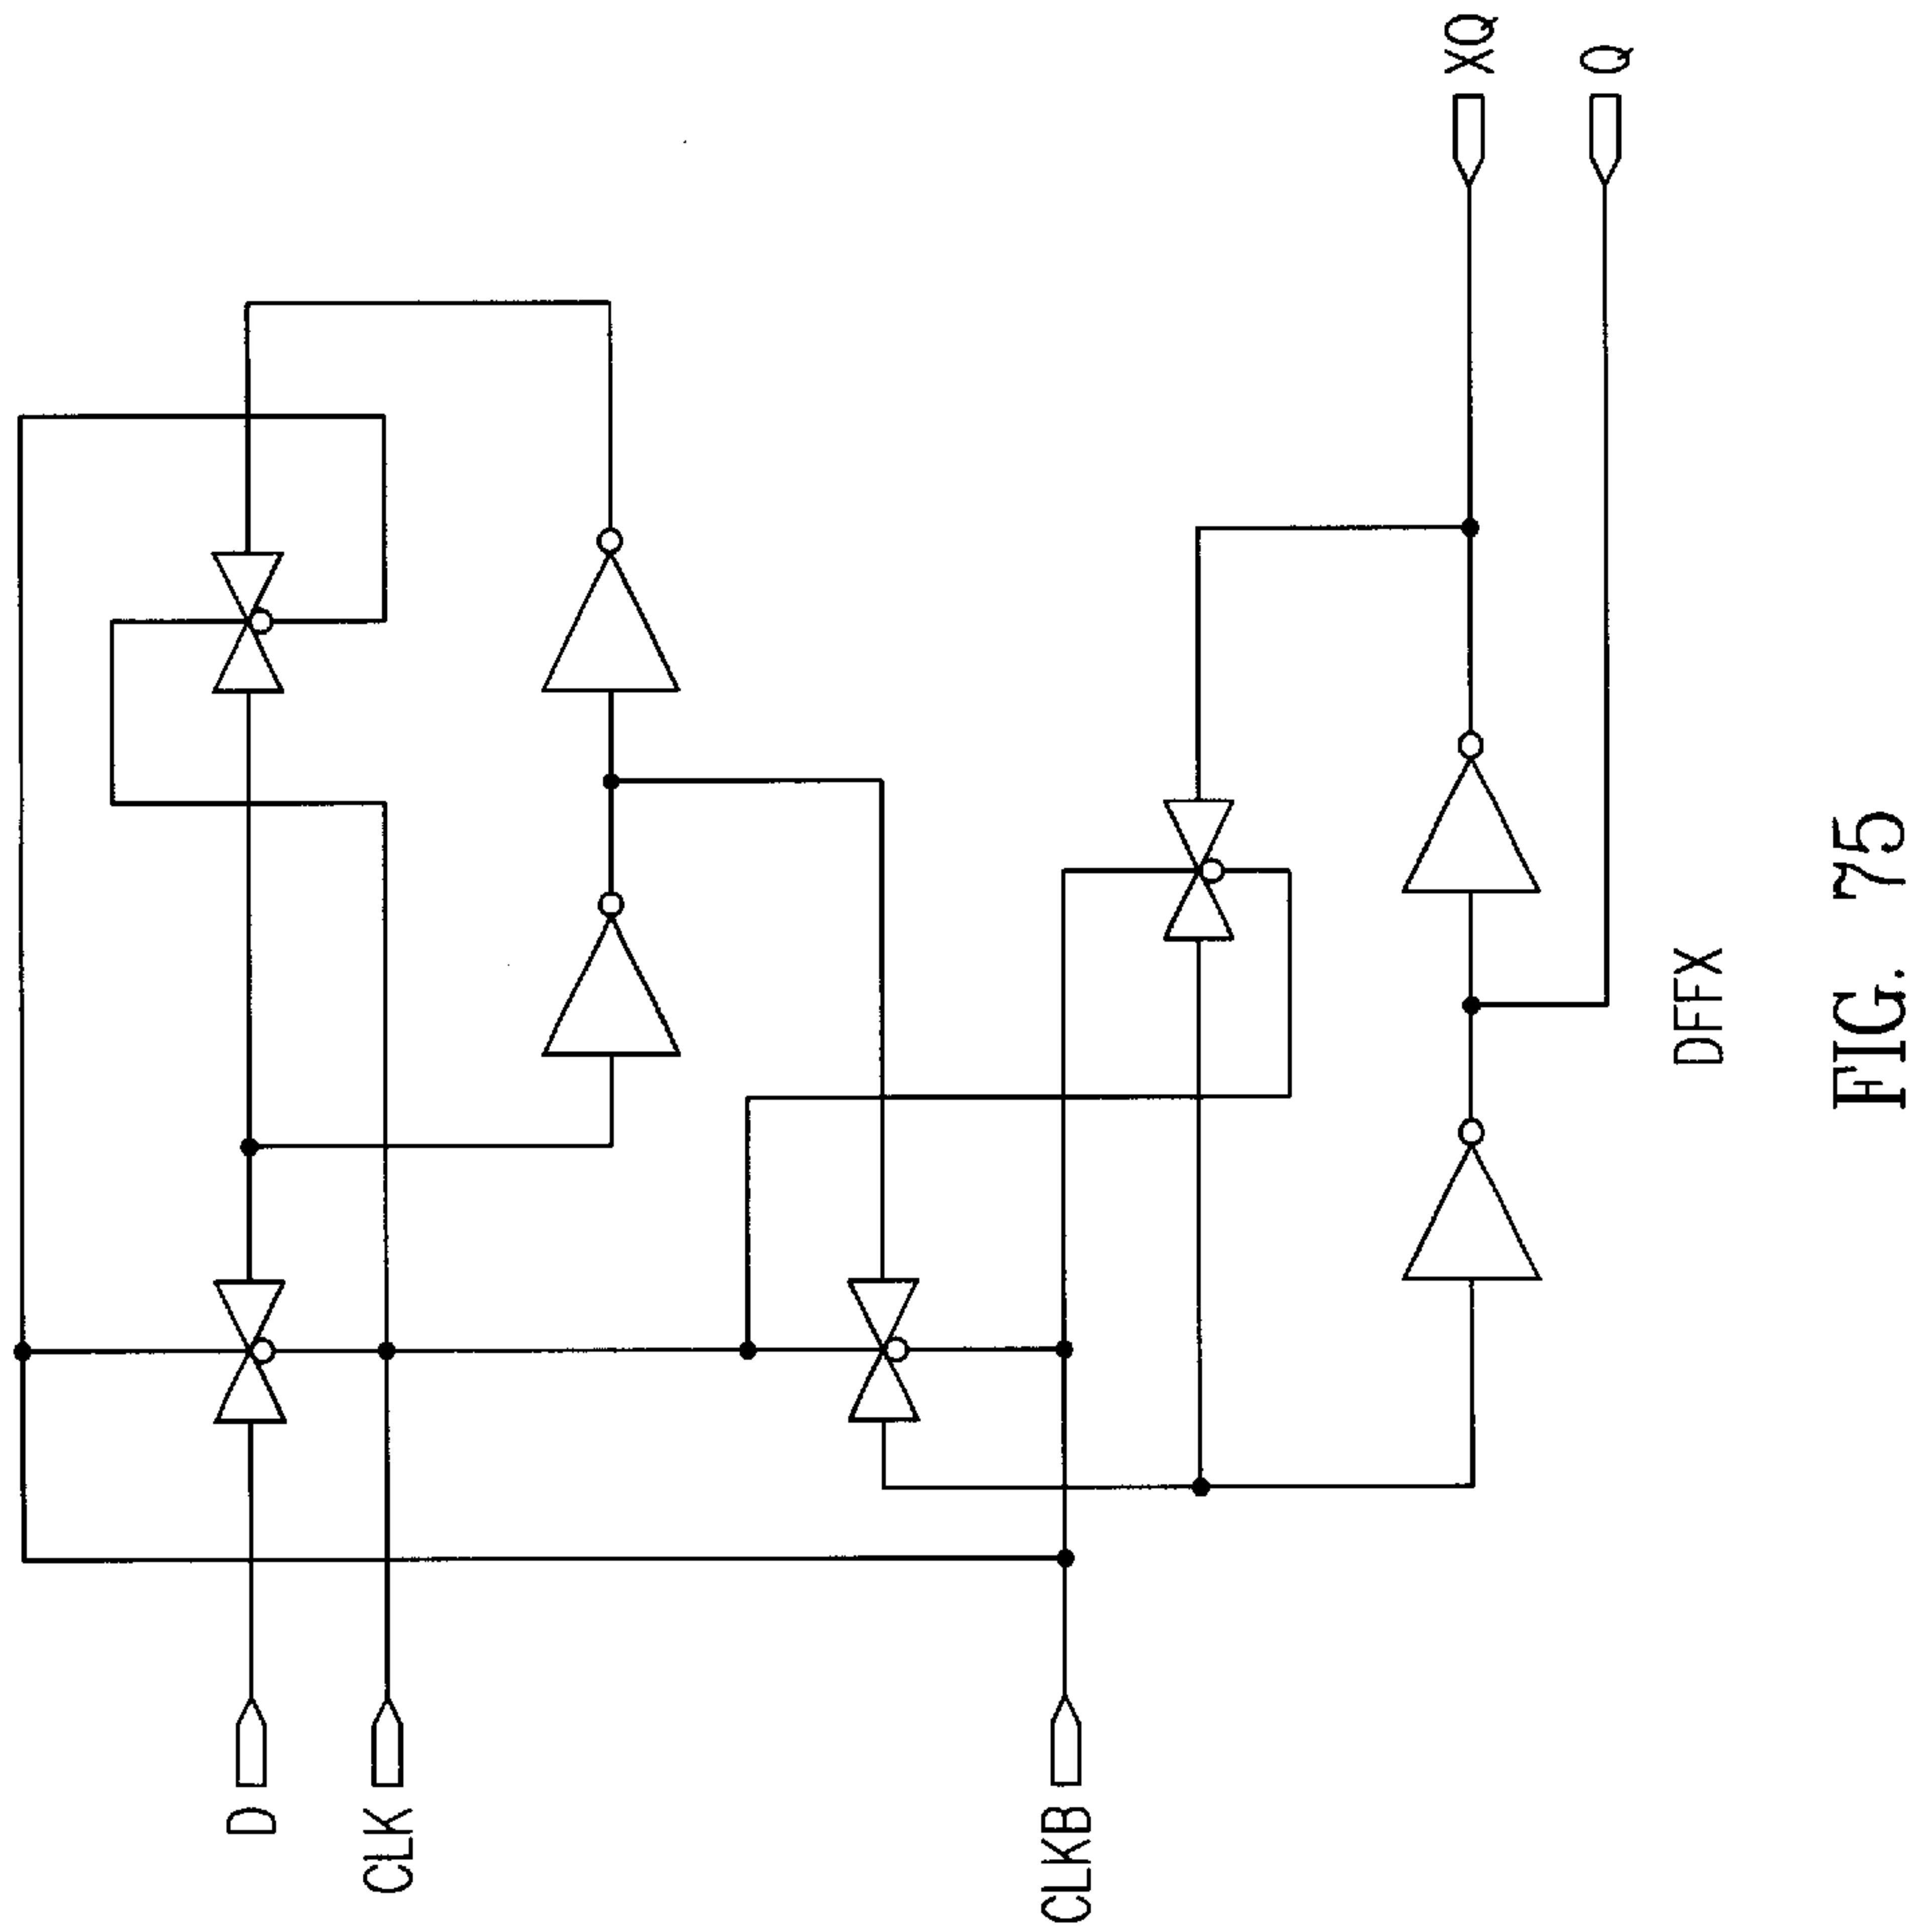 D
CLK
CLKB
XQ
Q
DFFX
FIG. 75